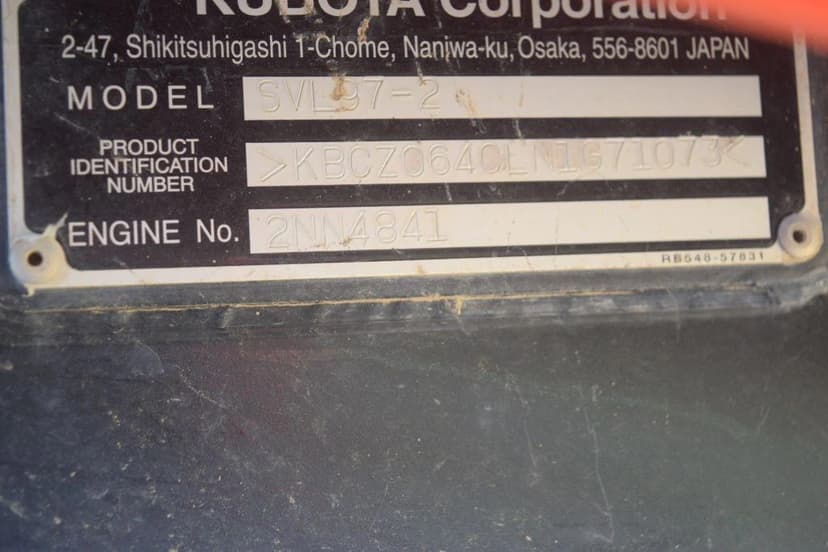 KUBOTA Corporation
2-47, Shikitsuhigashi 1-Chome, Naniwa-ku, Osaka, 556-8601 JAPAN
MODEL SVL97-2
PRODUCT
IDENTIFICATION
NUMBER >KBCZ064CLN1G71073<
ENGINE No. 2NN4841
RB548-57831